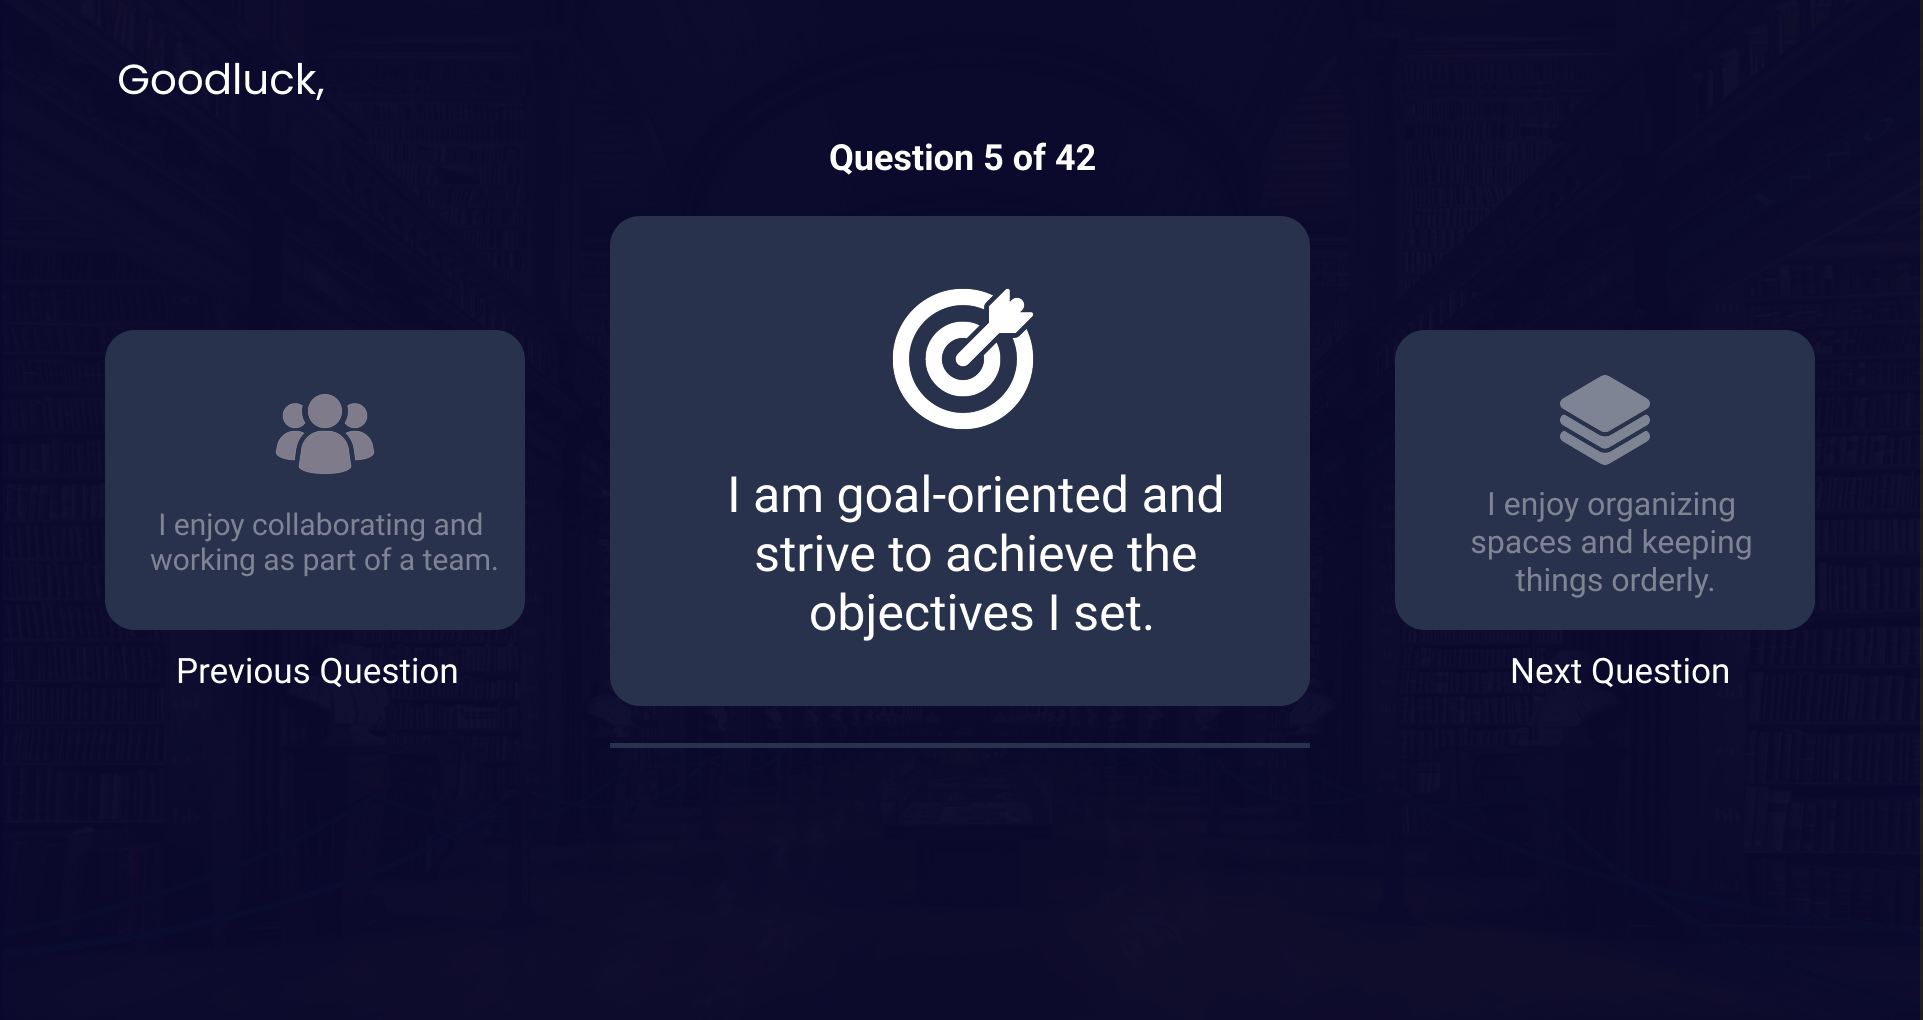 Goodluck,
Question 5 of 42
I enjoy collaborating and
working as part of a team.
Previous Question
I am goal-oriented and
strive to achieve the
objectives I set.
I enjoy organizing
spaces and keeping
things orderly.
Next Question